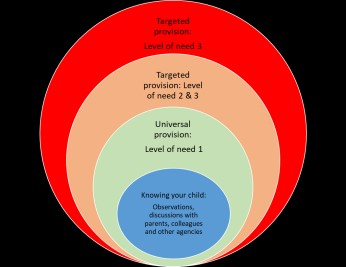 Targeted
provision:
Level of need 3
Targeted
provision: Level
of need 2 & 3
Universal
provision:
Level of need 1
Knowing your child:
Observations,
discussions with
parents, colleagues
and other agencies